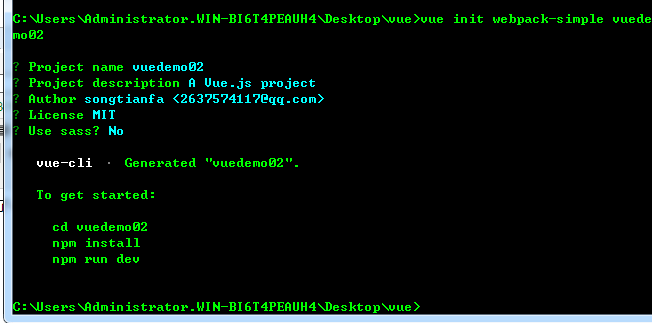 C:\Users\Administrator.WIN-BI6T4PEAUH4\Desktop\vue>vue init webpack-simple vuede
mo02
? Project name vuedemo02
? Project description A Vue.js project
? Author songtianfa <2637574117@qq.com>
? License MIT
? Use sass? No
vue-cli · Generated "vuedemo02".
To get started:
cd vuedemo02
npm install
npm run dev
C:\Users\Administrator.WIN-BI6T4PEAUH4\Desktop\vue>